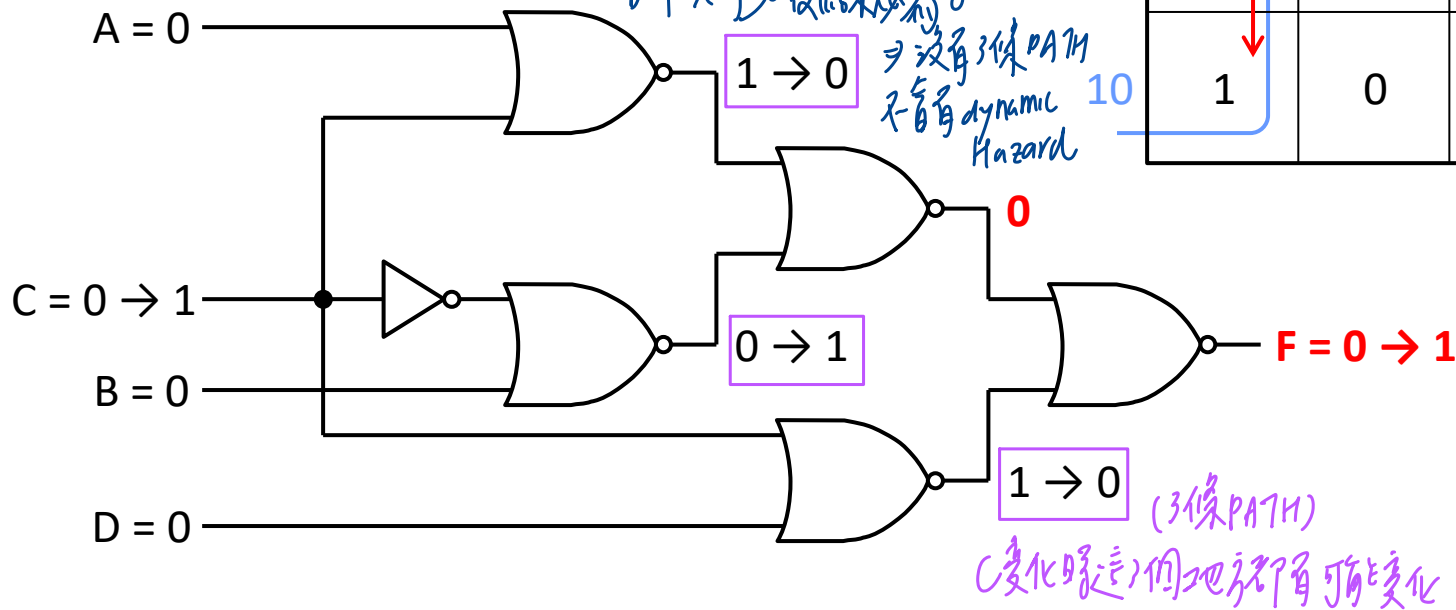 A = 0
1 → 0
⇒ 沒有3條PATH
不會有dynamic
Hazard
10
1
0
0
C = 0 → 1
0 → 1
B = 0
F = 0 → 1
1 → 0
(3條PATH)
D = 0
C變化時這3個地方都有可能變化